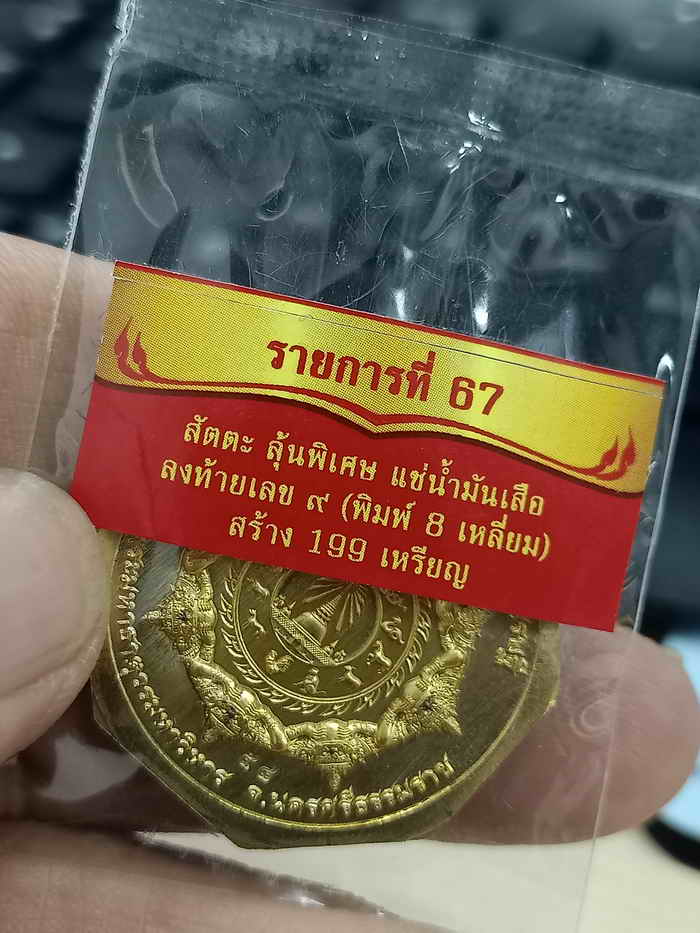 รายการที่ 67
สัตตะ ลุ้นพิเศษ แช่น้ำมันเสือ
ลงท้ายเลข ๙ (พิมพ์ 8 เหลี่ยม)
สร้าง 199 เหรียญ
๕๔
จ.นครศรีธรรมราช